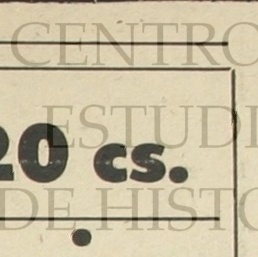 CENTRO
ESTUDI
20 cs.
DE HISTO